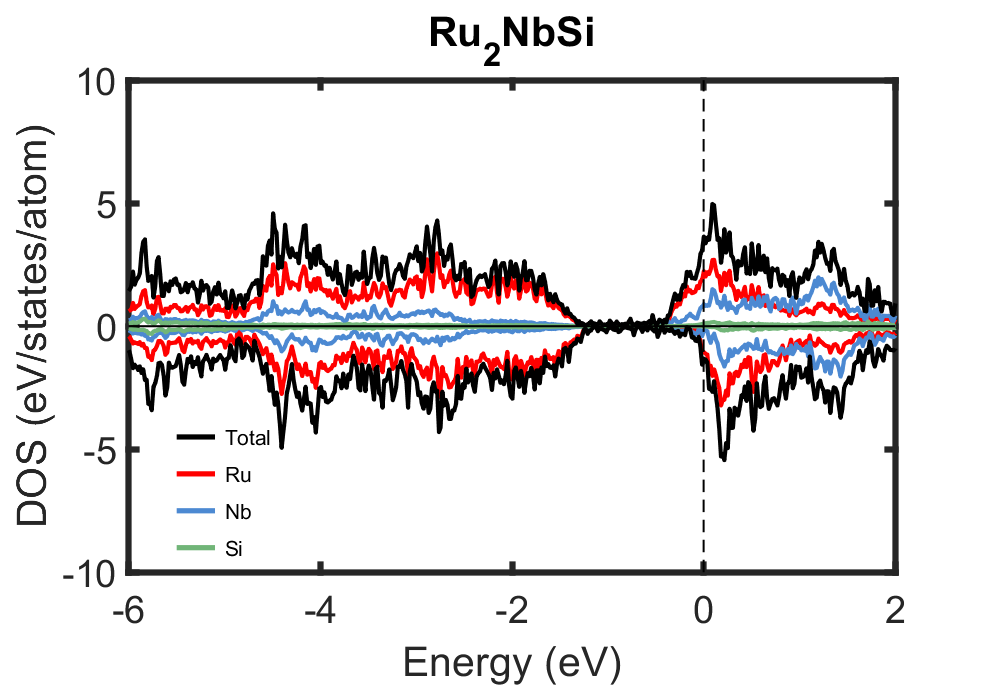 Ru2NbSi
DOS (eV/states/atom)
10
5
0
-5
-10
Total
Ru
Nb
Si
-6 -4 -2 0 2
Energy (eV)